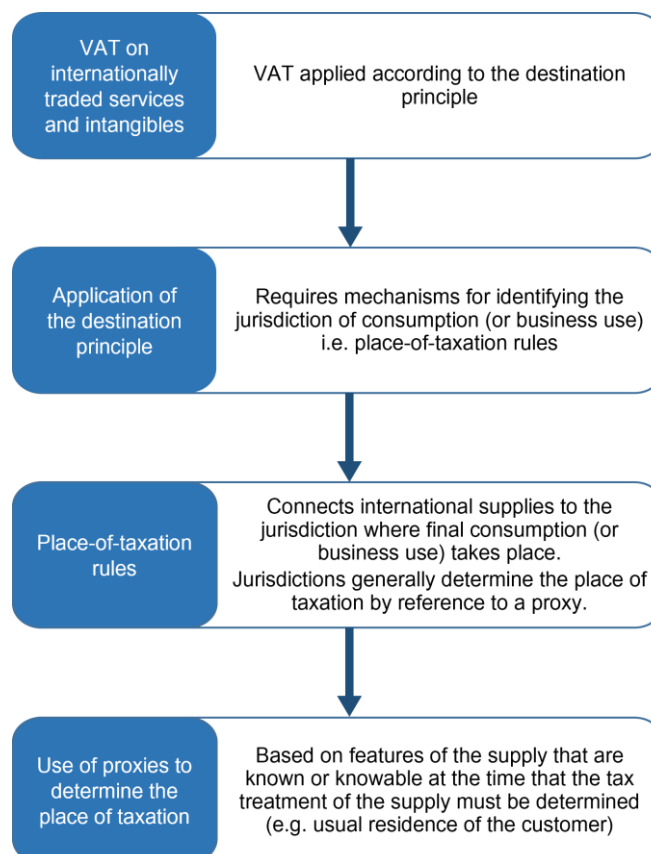 VAT on
internationally
traded services
and intangibles
VAT applied according to the destination
principle
Application of
the destination
principle
Requires mechanisms for identifying the
jurisdiction of consumption (or business use)
i.e. place-of-taxation rules
Place-of-taxation
rules
Connects international supplies to the
jurisdiction where final consumption (or
business use) takes place.
Jurisdictions generally determine the place of
taxation by reference to a proxy.
Use of proxies to
determine the
place of taxation
Based on features of the supply that are
known or knowable at the time that the tax
treatment of the supply must be determined
(e.g. usual residence of the customer)